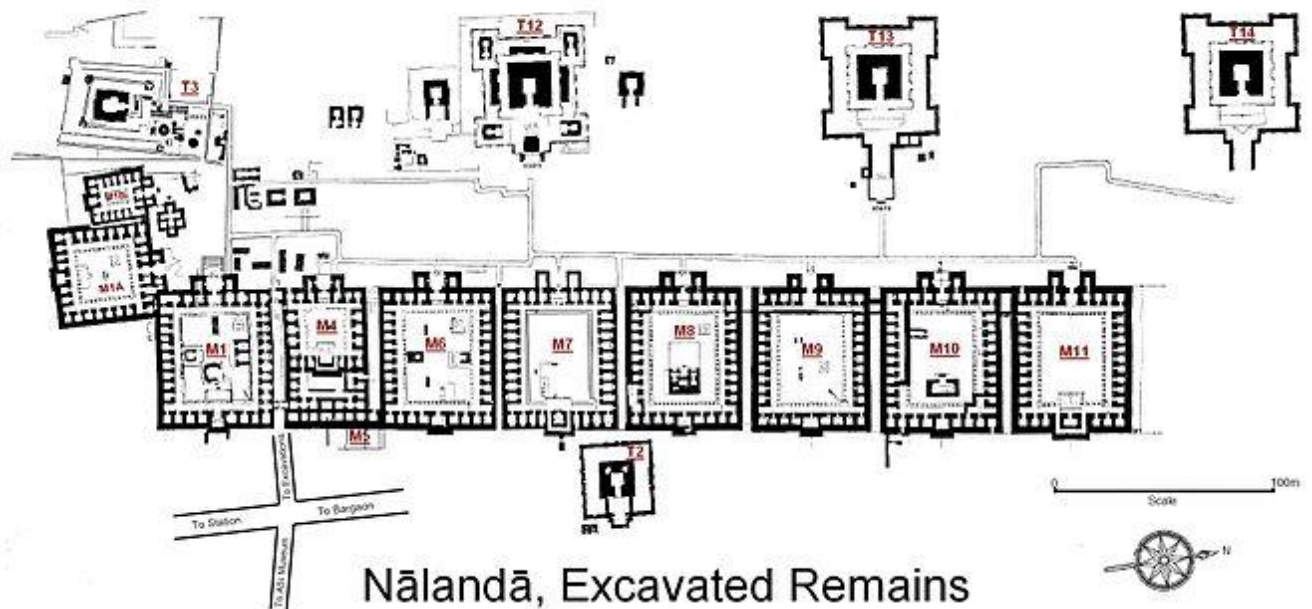 T12
T13
T14
T3
M1B
M1A
M1
M4
M6
M7
M8
M9
M10
M11
M5
T2
To Excavations
To Station
To Bargaon
To ASI Museum
0 100m
Scale
N
Nālandā, Excavated Remains